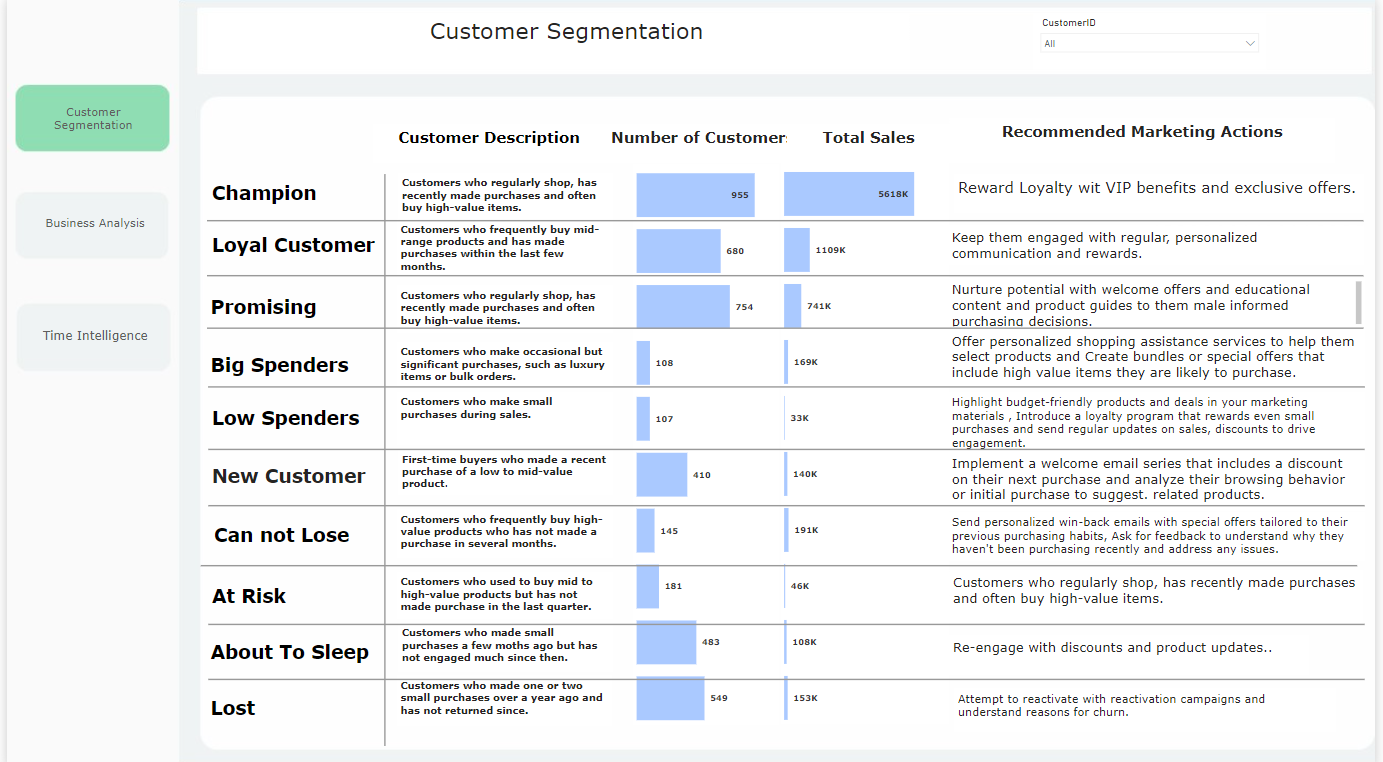 Customer Segmentation
CustomerID
All
Customer
Segmentation
Business Analysis
Time Intelligence
Customer Description
Number of Customers
Total Sales
Recommended Marketing Actions
Champion
Customers who regularly shop, has
recently made purchases and often
buy high-value items.
955
5618K
Reward Loyalty wit VIP benefits and exclusive offers.
Loyal Customer
Customers who frequently buy mid-
range products and has made
purchases within the last few
months.
680
1109K
Keep them engaged with regular, personalized
communication and rewards.
Promising
Customers who regularly shop, has
recently made purchases and often
buy high-value items.
754
741K
Nurture potential with welcome offers and educational
content and product guides to them male informed
purchasing decisions.
Big Spenders
Customers who make occasional but
significant purchases, such as luxury
items or bulk orders.
108
169K
Offer personalized shopping assistance services to help them
select products and Create bundles or special offers that
include high value items they are likely to purchase.
Low Spenders
Customers who make small
purchases during sales.
107
33K
Highlight budget-friendly products and deals in your marketing
materials , Introduce a loyalty program that rewards even small
purchases and send regular updates on sales, discounts to drive
engagement.
New Customer
First-time buyers who made a recent
purchase of a low to mid-value
product.
410
140K
Implement a welcome email series that includes a discount
on their next purchase and analyze their browsing behavior
or initial purchase to suggest. related products.
Can not Lose
Customers who frequently buy high-
value products who has not made a
purchase in several months.
145
191K
Send personalized win-back emails with special offers tailored to their
previous purchasing habits, Ask for feedback to understand why they
haven't been purchasing recently and address any issues.
At Risk
Customers who used to buy mid to
high-value products but has not
made purchase in the last quarter.
181
46K
Customers who regularly shop, has recently made purchases
and often buy high-value items.
About To Sleep
Customers who made small
purchases a few moths ago but has
not engaged much since then.
483
108K
Re-engage with discounts and product updates..
Lost
Customers who made one or two
small purchases over a year ago and
has not returned since.
549
153K
Attempt to reactivate with reactivation campaigns and
understand reasons for churn.